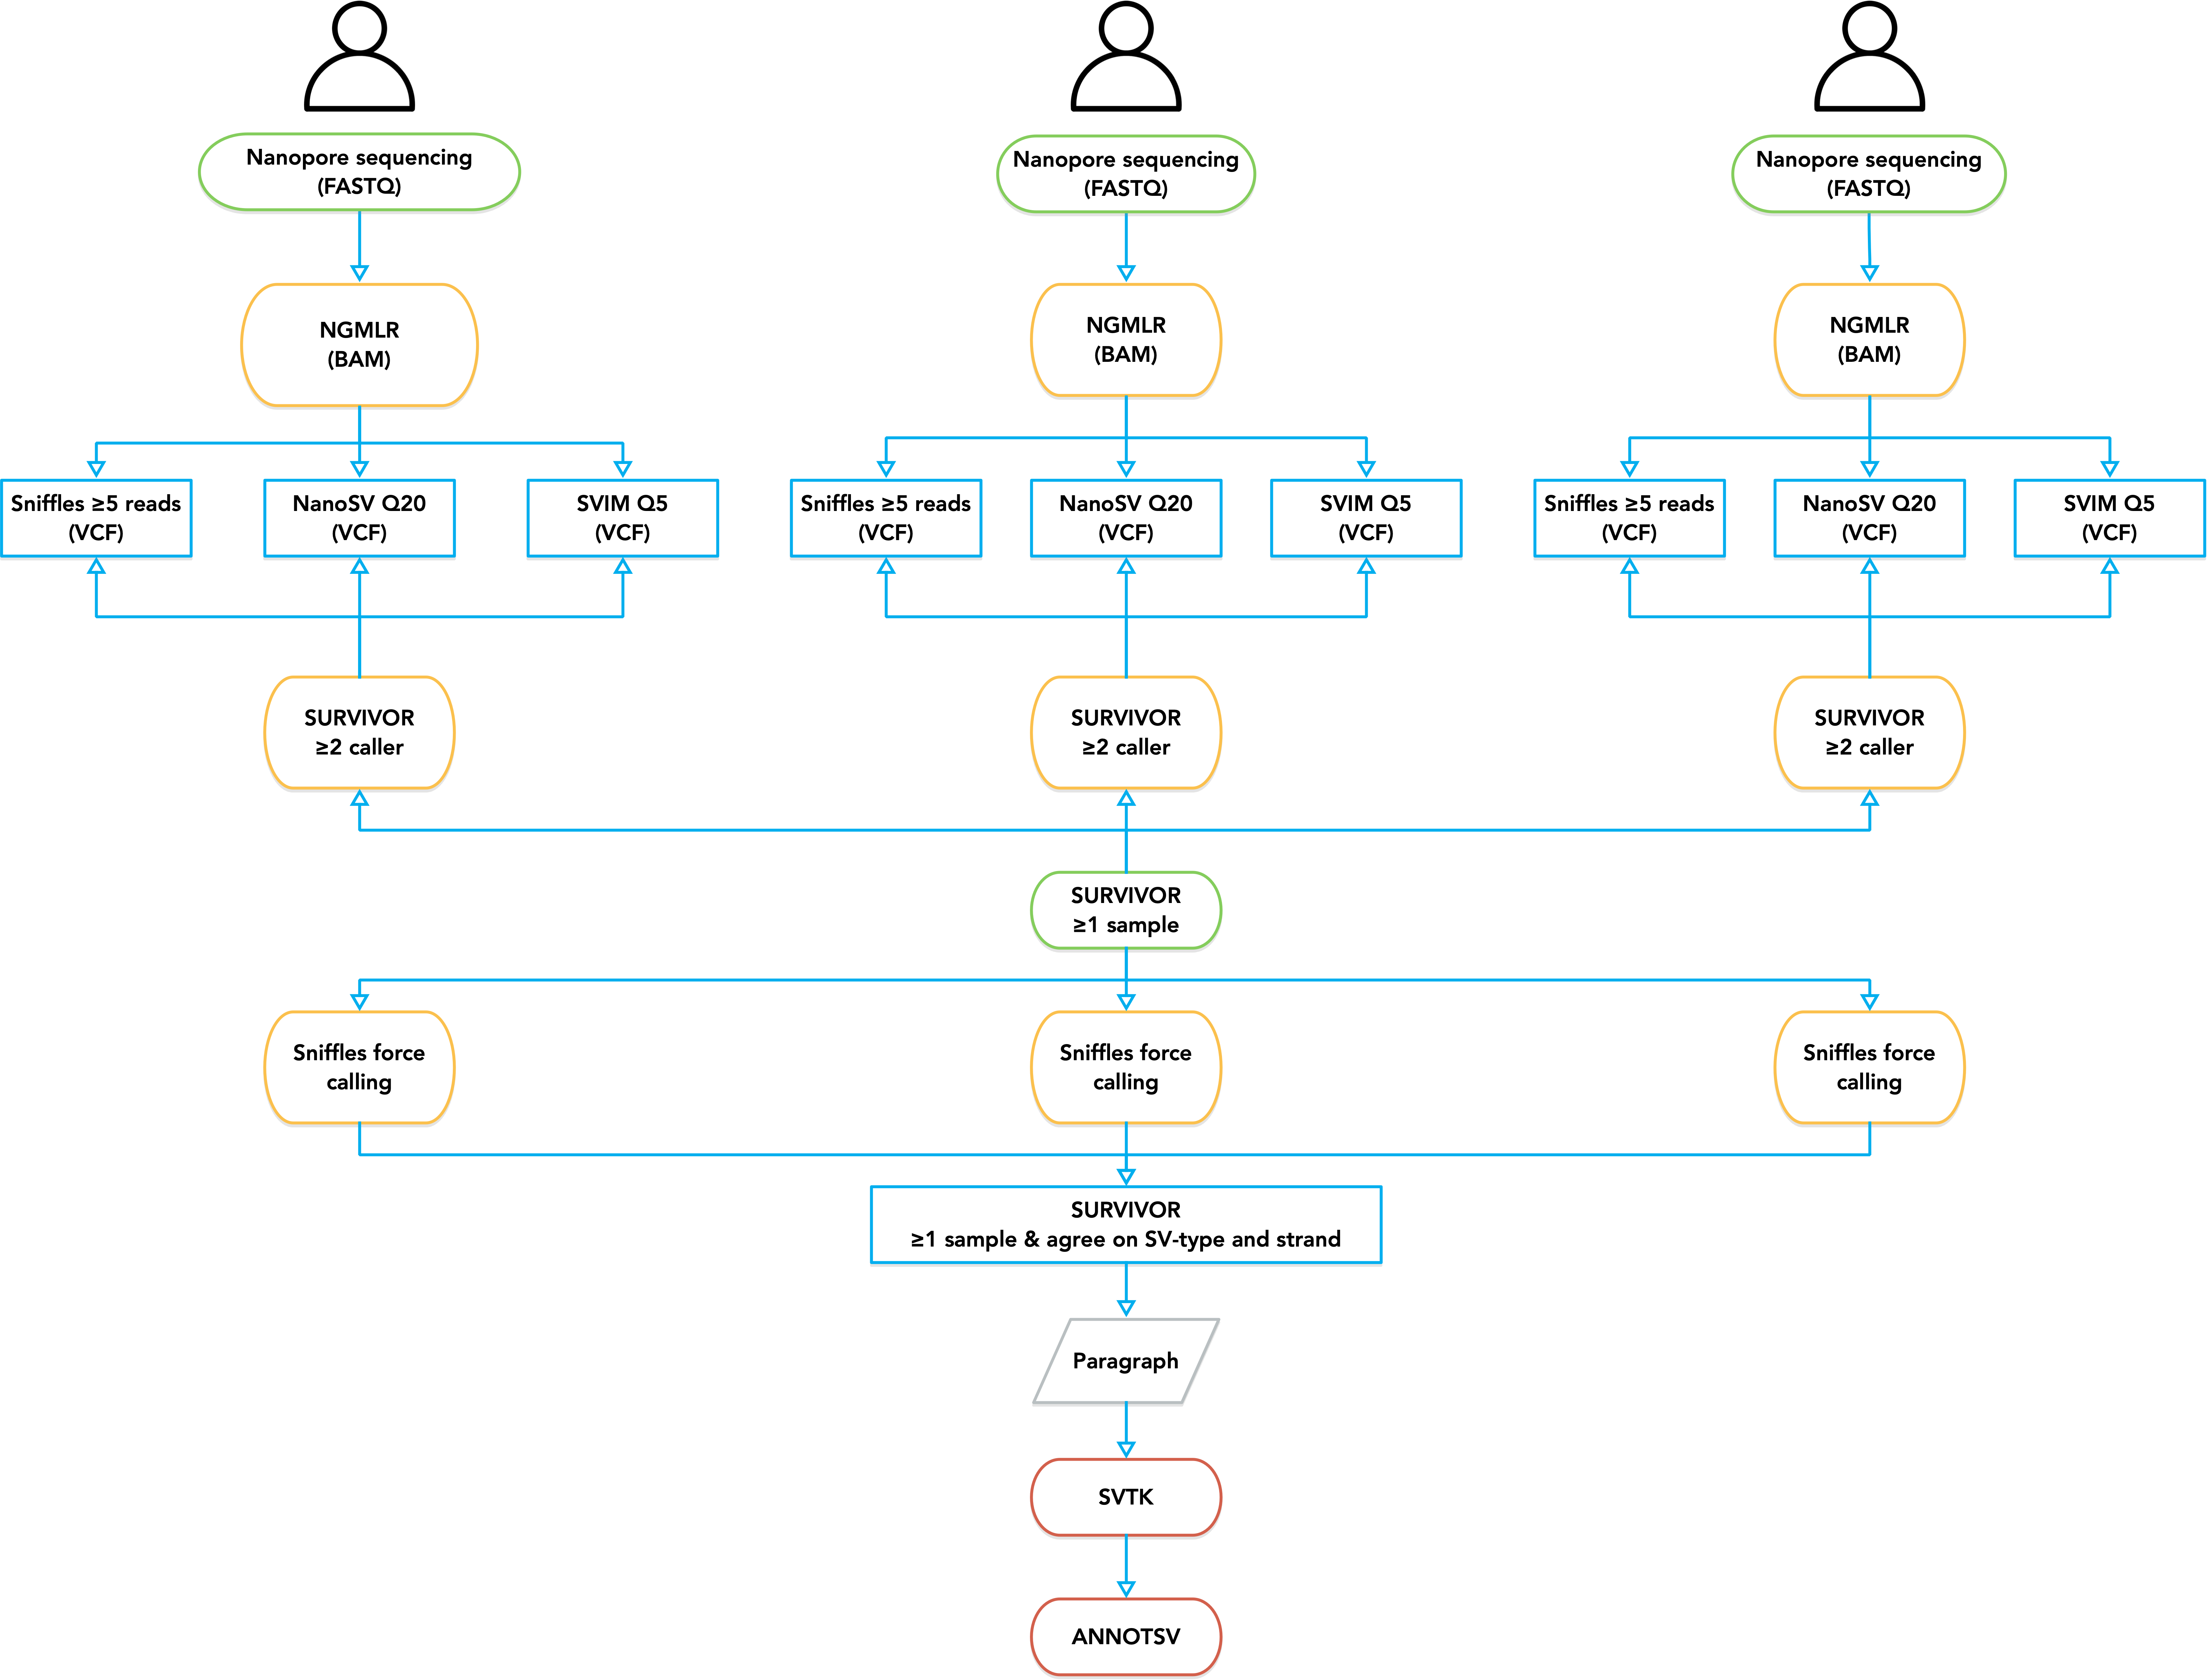 Nanopore sequencing
(FASTQ)
Nanopore sequencing
(FASTQ)
Nanopore sequencing
(FASTQ)
NGMLR
(BAM)
NGMLR
(BAM)
NGMLR
(BAM)
Sniffles ≥5 reads
(VCF)
NanoSV Q20
(VCF)
SVIM Q5
(VCF)
Sniffles ≥5 reads
(VCF)
NanoSV Q20
(VCF)
SVIM Q5
(VCF)
Sniffles ≥5 reads
(VCF)
NanoSV Q20
(VCF)
SVIM Q5
(VCF)
SURVIVOR
≥2 caller
SURVIVOR
≥2 caller
SURVIVOR
≥2 caller
SURVIVOR
≥1 sample
Sniffles force
calling
Sniffles force
calling
Sniffles force
calling
SURVIVOR
≥1 sample & agree on SV-type and strand
Paragraph
SVTK
ANNOTSV